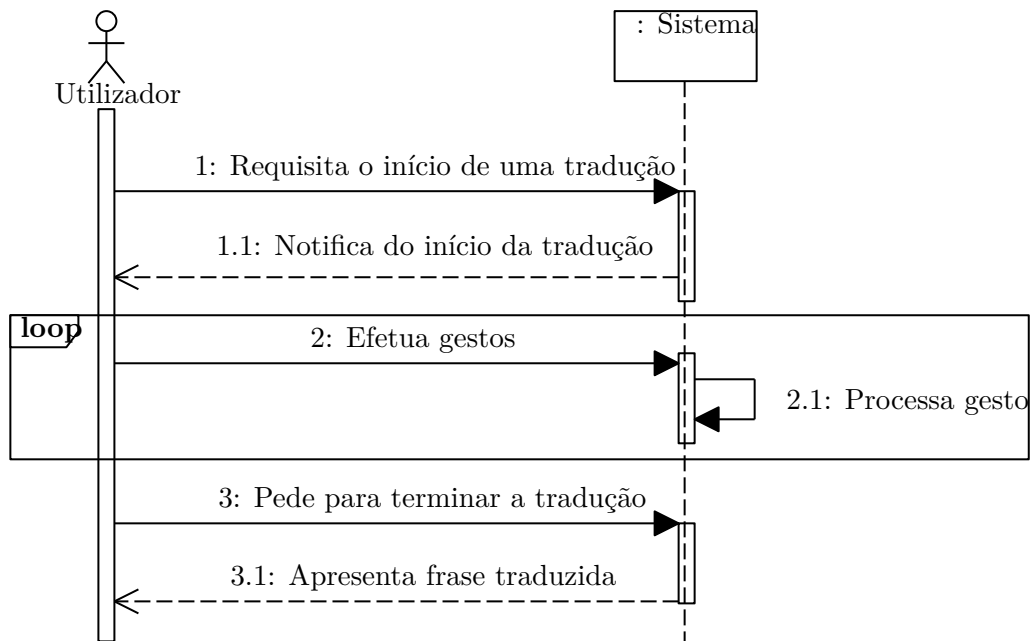 : Sistema
Utilizador
1: Requisita o início de uma tradução
1.1: Notifica do início da tradução
loop
2: Efetua gestos
2.1: Processa gesto
3: Pede para terminar a tradução
3.1: Apresenta frase traduzida